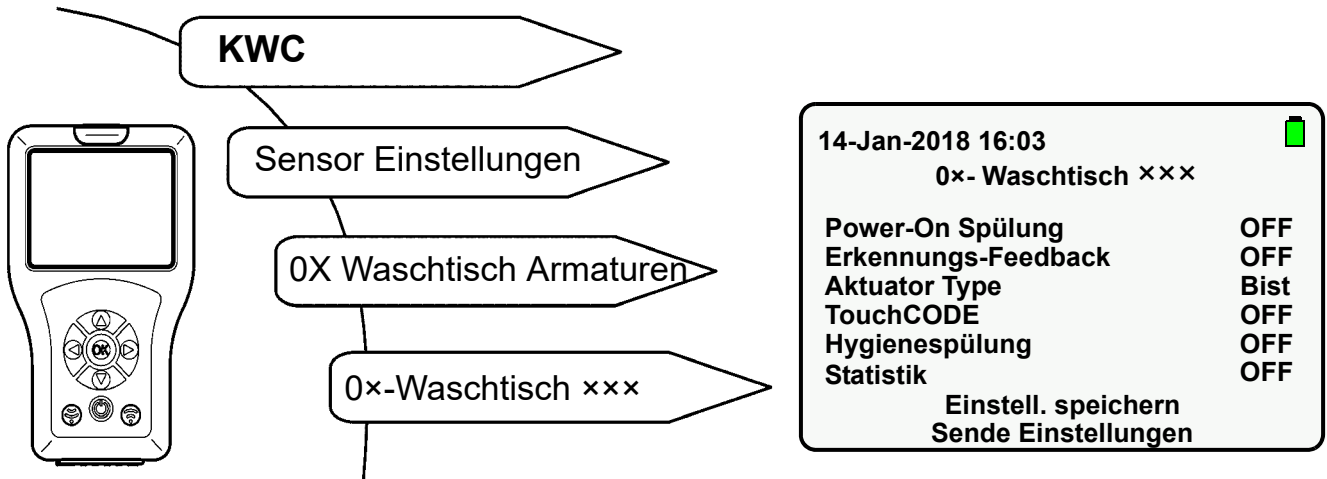 KWC
Sensor Einstellungen
0X Waschtisch Armaturen
0×-Waschtisch ×××
OK
14-Jan-2018 16:03
0×- Waschtisch ×××
Power-On Spülung OFF
Erkennungs-Feedback OFF
Aktuator Type Bist
TouchCODE OFF
Hygienespülung OFF
Statistik OFF
Einstell. speichern
Sende Einstellungen